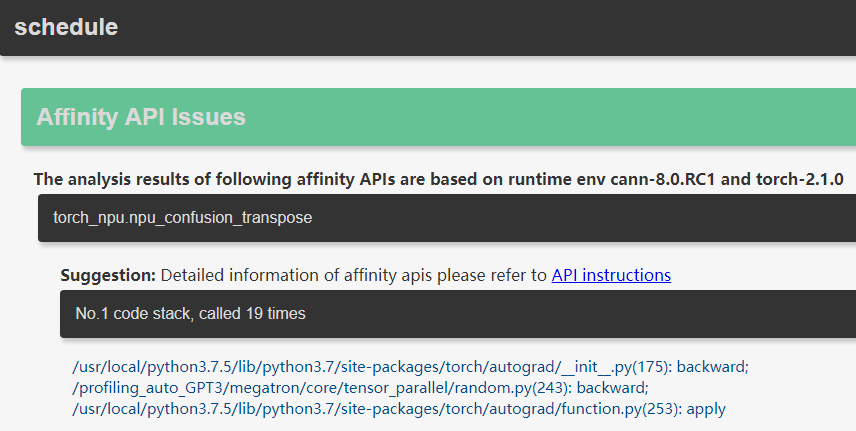 schedule
Affinity API Issues
The analysis results of following affinity APIs are based on runtime env cann-8.0.RC1 and torch-2.1.0
torch_npu.npu_confusion_transpose
Suggestion: Detailed information of affinity apis please refer to API instructions
No.1 code stack, called 19 times
/usr/local/python3.7.5/lib/python3.7/site-packages/torch/autograd/__init__.py(175): backward;
/profiling_auto_GPT3/megatron/core/tensor_parallel/random.py(243): backward;
/usr/local/python3.7.5/lib/python3.7/site-packages/torch/autograd/function.py(253): apply